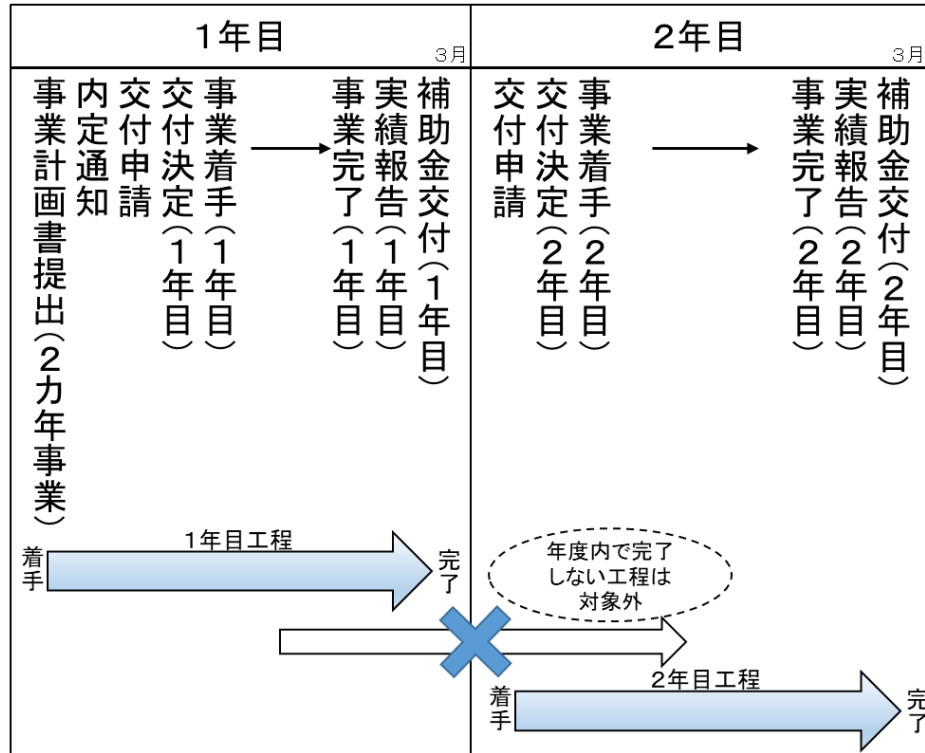 1年目
3月
2年目
3月
事業計画書提出（2カ年事業）
内定通知
交付申請
交付決定（1年目）
事業着手（1年目）
事業完了（1年目）
実績報告（1年目）
補助金交付（1年目）
交付申請
交付決定（2年目）
事業着手（2年目）
事業完了（2年目）
実績報告（2年目）
補助金交付（2年目）
着手
1年目工程
完了
年度内で完了
しない工程は
対象外
着手
2年目工程
完了